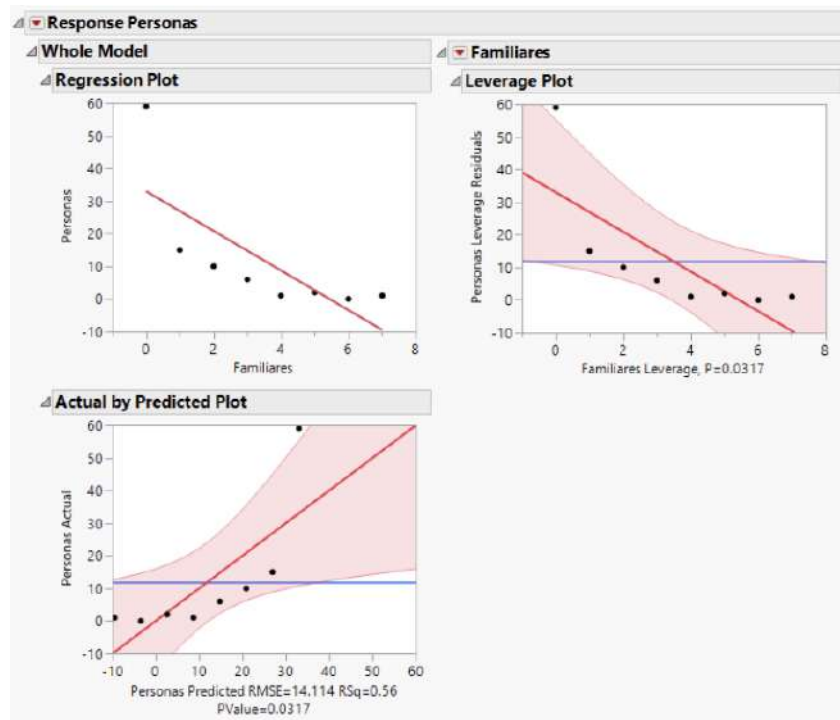 Response Personas
Whole Model
Regression Plot
60
50
40
30
20
10
0
-10
Personas
0 2 4 6 8
Familiares
Familiares
Leverage Plot
60
50
40
30
20
10
0
-10
Personas Leverage Residuals
0 2 4 6 8
Familiares Leverage, P=0.0317
Actual by Predicted Plot
60
50
40
30
20
10
0
-10
Personas Actual
-10 0 10 20 30 40 50 60
Personas Predicted RMSE=14.114 RSq=0.56
PValue=0.0317